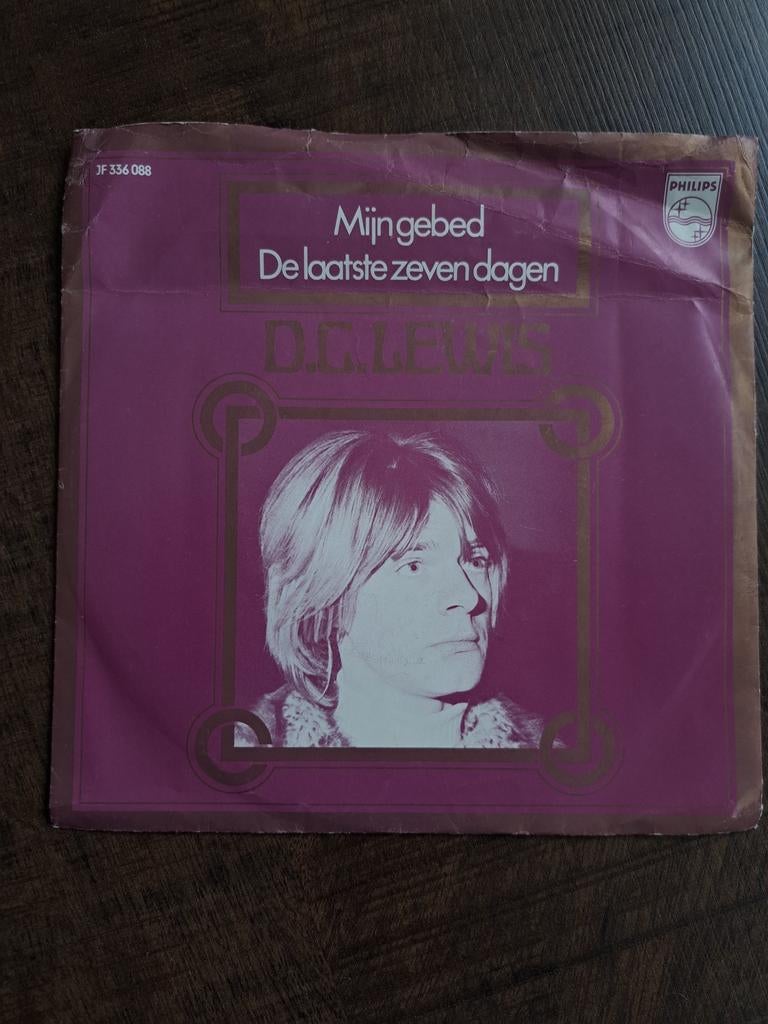 JF 336 088
PHILIPS
Mijn gebed
De laatste zeven dagen
D.C. LEWIS